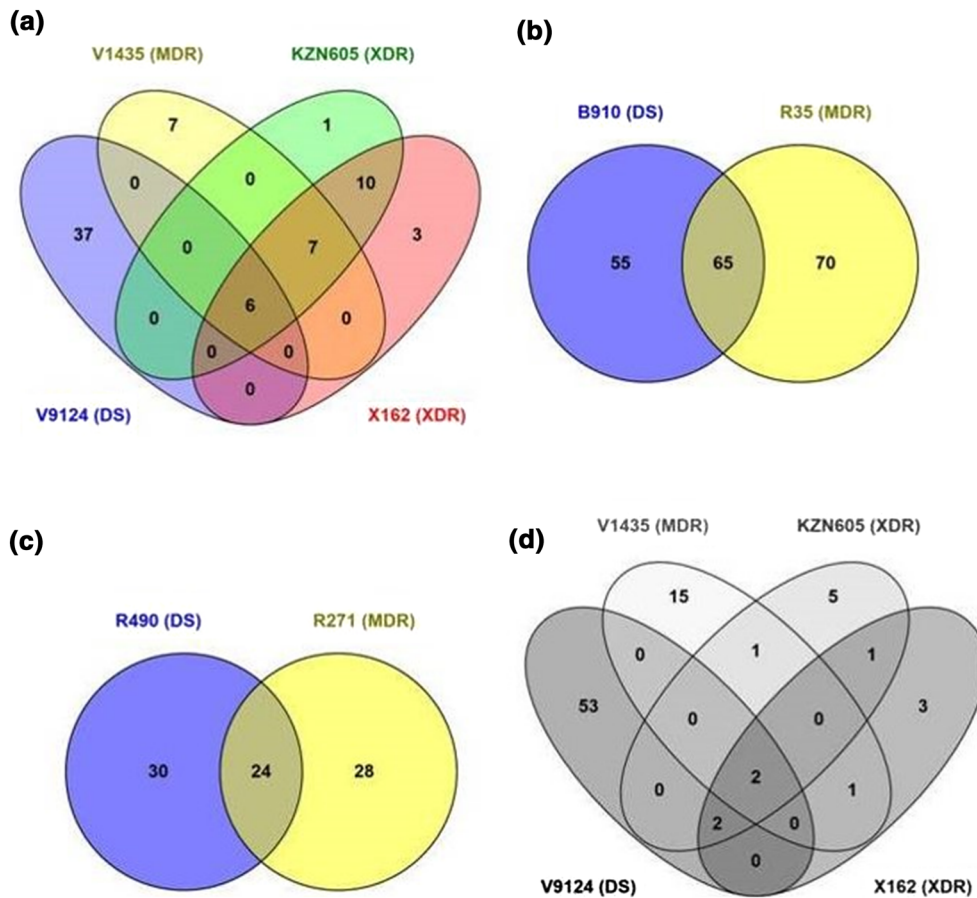 (a)
V1435 (MDR) KZN605 (XDR)
7 1
0 0 10
37 0 7 3
6
0 0
0 0
0
V9124 (DS) X162 (XDR)
(b)
B910 (DS) R35 (MDR)
55 65 70
(c)
R490 (DS) R271 (MDR)
30 24 28
(d)
V1435 (MDR) KZN605 (XDR)
15 5
0 1 1
53 0 0 3
2
0 1
2 0
0
V9124 (DS) X162 (XDR)